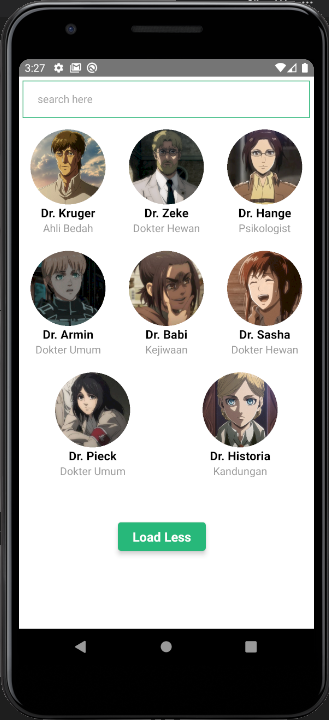 3:27
search here
Dr. Kruger
Dr. Zeke
Dr. Hange
Ahli Bedah
Dokter Hewan
Psikologist
Dr. Armin
Dr. Babi
Dr. Sasha
Dokter Umum
Kejiwaan
Dokter Hewan
Dr. Pieck
Dr. Historia
Dokter Umum
Kandungan
Load Less